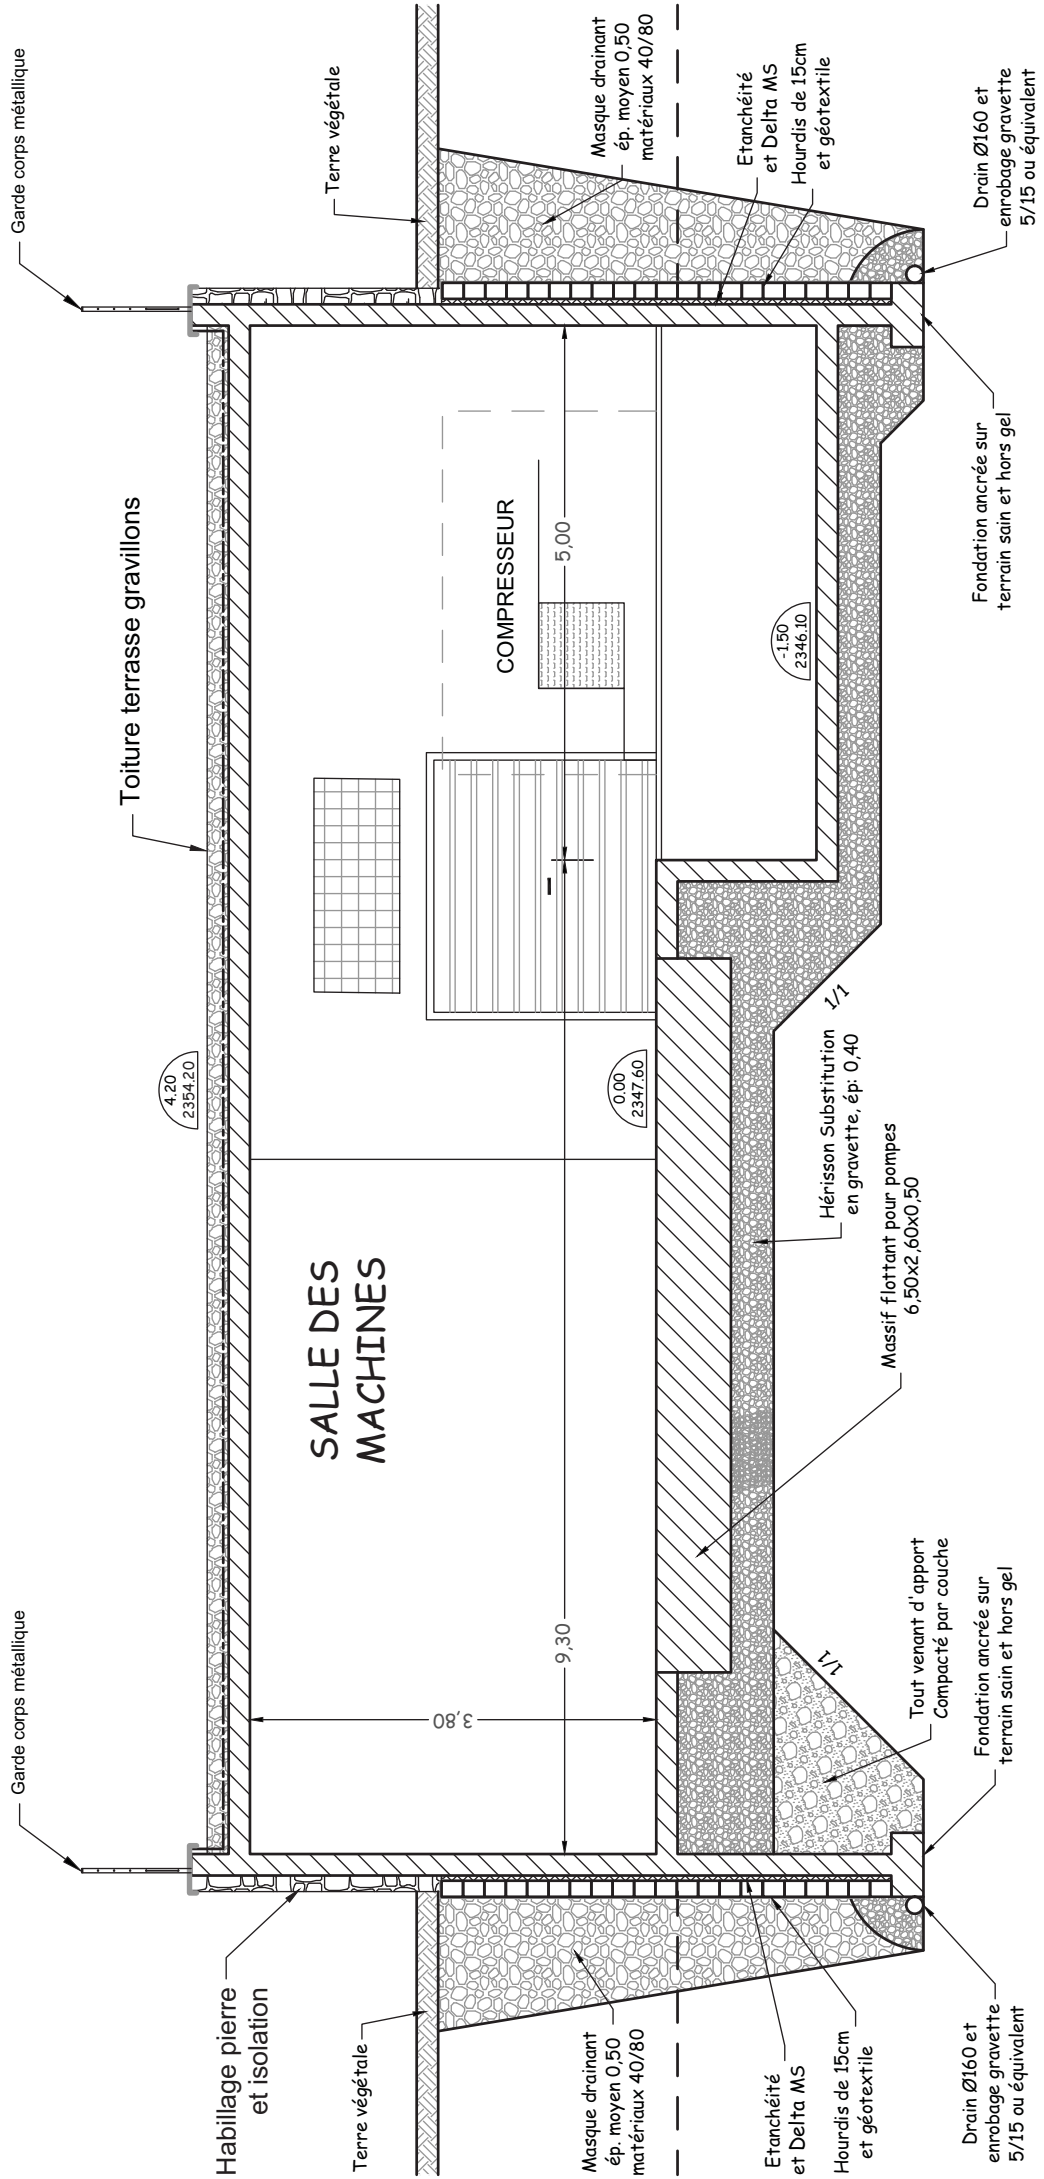 Garde corps métallique
Garde corps métallique
Habillage pierre
et isolation
Toiture terrasse gravillons
4.20
2354.20
Terre végétale
Terre végétale
SALLE DES
MACHINES
3,80
9,30
5,00
COMPRESSEUR
0.00
2347.60
-1.50
2346.10
Masque drainant
ép. moyen 0,50
matériaux 40/80
Masque drainant
ép. moyen 0,50
matériaux 40/80
Etanchéité
et Delta MS
Hourdis de 15cm
et géotextile
Etanchéité
et Delta MS
Hourdis de 15cm
et géotextile
1/1
1/1
Hérisson Substitution
en gravette, ép: 0,40
Massif flottant pour pompes
6,50x2,60x0,50
Tout venant d'apport
Compacté par couche
Drain Ø160 et
enrobage gravette
5/15 ou équivalent
Fondation ancrée sur
terrain sain et hors gel
Fondation ancrée sur
terrain sain et hors gel
Drain Ø160 et
enrobage gravette
5/15 ou équivalent